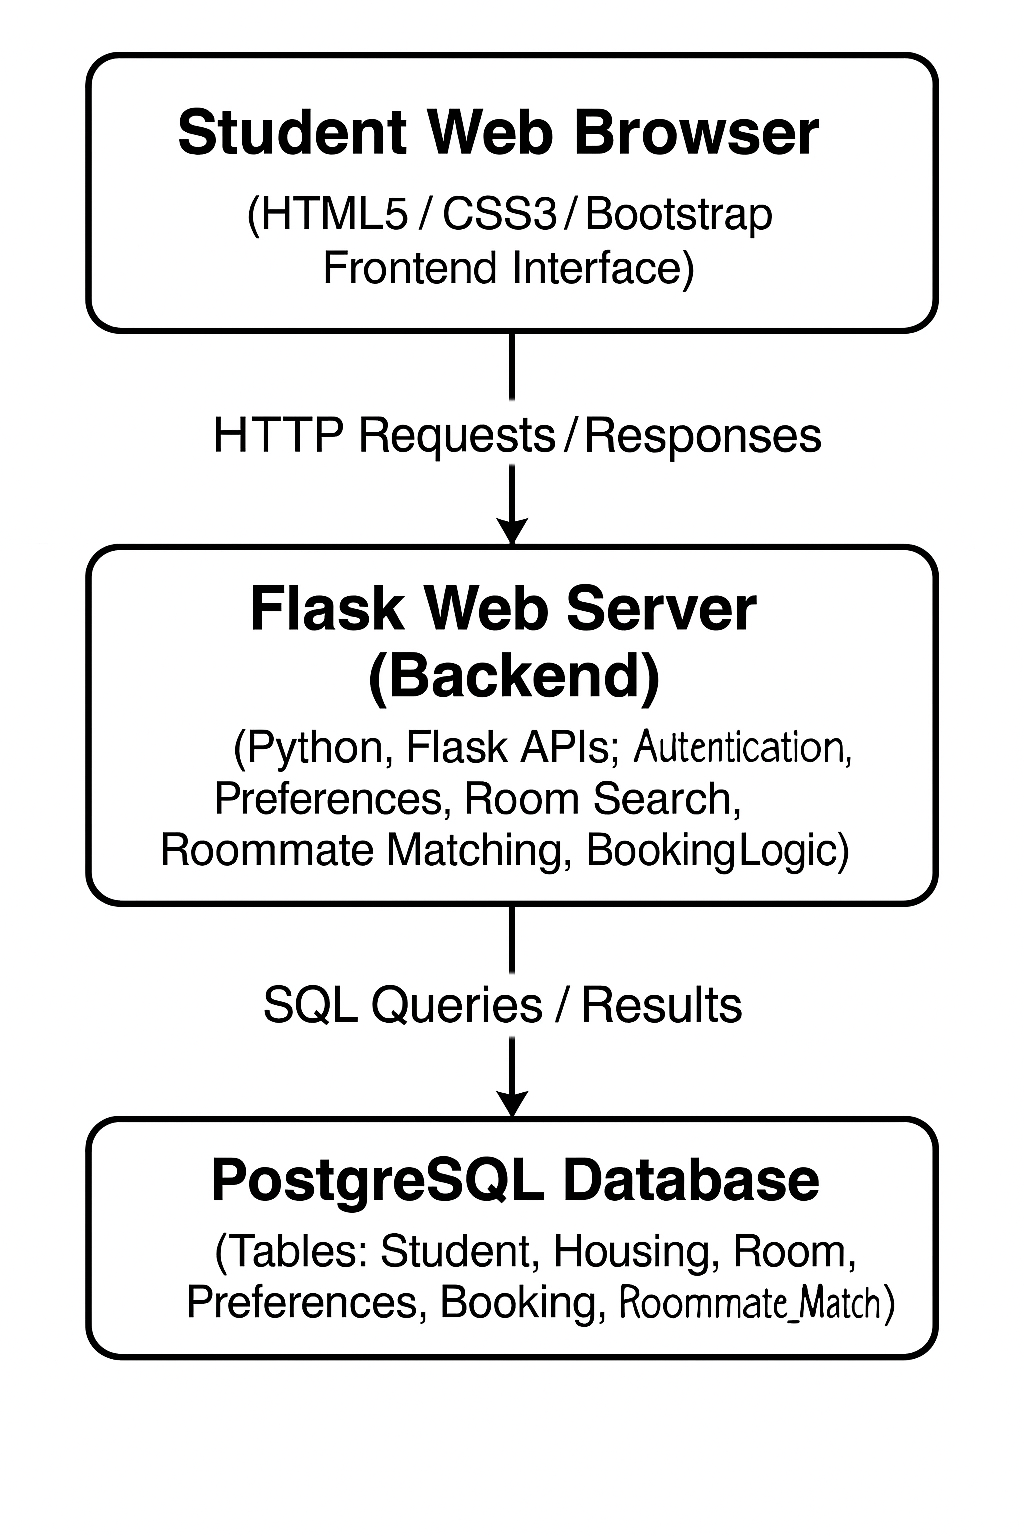 Student Web Browser
(HTML5 / CSS3 / Bootstrap
Frontend Interface)
HTTP Requests / Responses
Flask Web Server
(Backend)
(Python, Flask APIs; Autentication,
Preferences, Room Search,
Roommate Matching, BookingLogic)
SQL Queries / Results
PostgreSQL Database
(Tables: Student, Housing, Room,
Preferences, Booking, Roommate_Match)